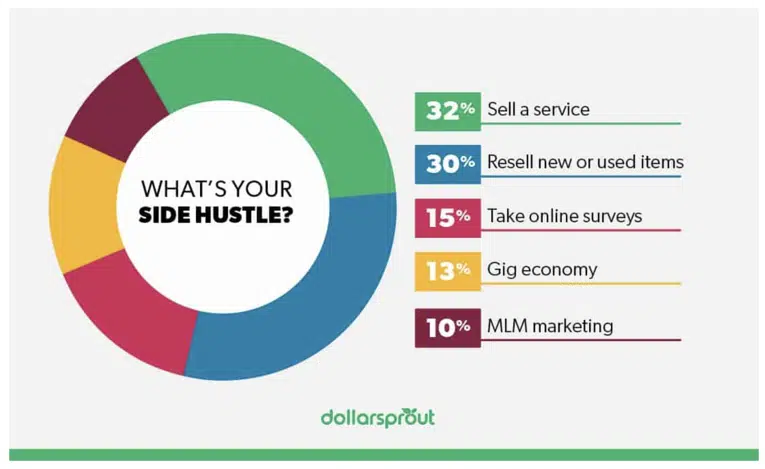 WHAT'S YOUR
SIDE HUSTLE?
32% Sell a service
30% Resell new or used items
15% Take online surveys
13% Gig economy
10% MLM marketing
dollarsprout